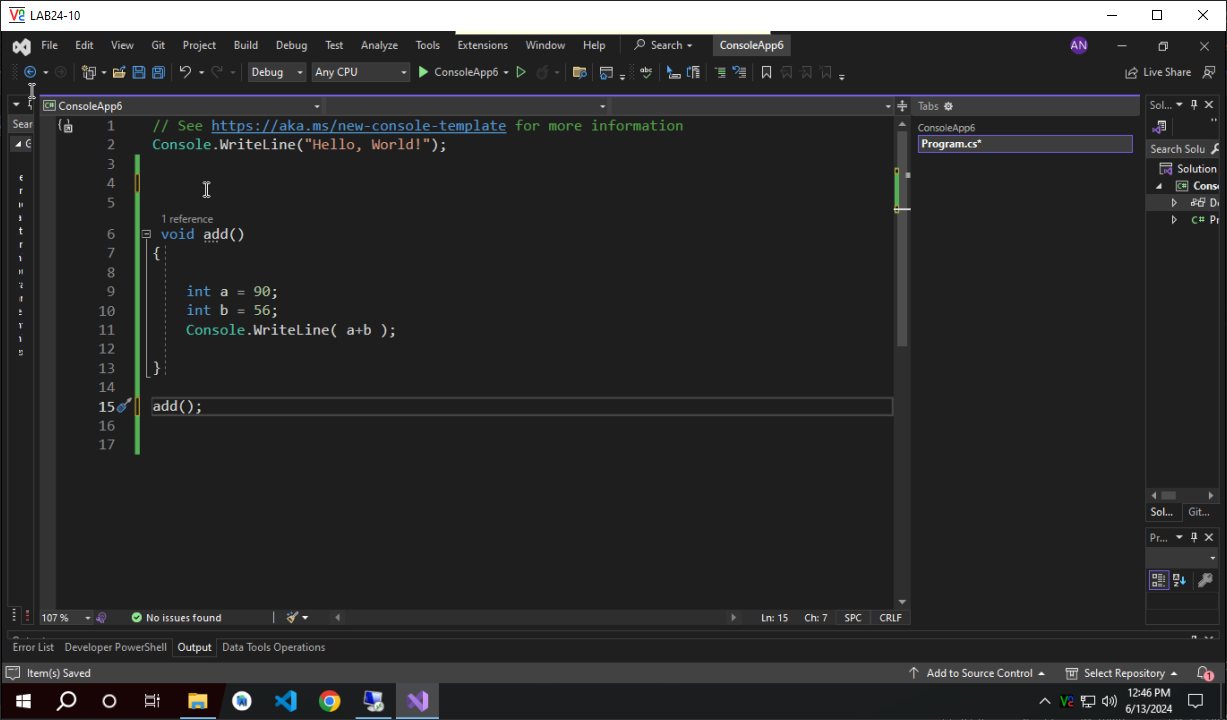 LAB24-10
File Edit View Git Project Build Debug Test Analyze Tools Extensions Window Help Search ConsoleApp6 AN
Debug Any CPU ConsoleApp6 Live Share
Sear
G
ConsoleApp6
1 // See https://aka.ms/new-console-template for more information
2 Console.WriteLine("Hello, World!");
3
4
5
1 reference
6 void add()
7 {
8
9 int a = 90;
10 int b = 56;
11 Console.WriteLine( a+b );
12
13 }
14
15 add();
16
17
107 % No issues found Ln: 15 Ch: 7 SPC CRLF
Tabs
ConsoleApp6
Program.cs*
Sol...
Search Solu
Solution
C# Conso
De
C# Pr
Sol... Git...
Pr...
Error List Developer PowerShell Output Data Tools Operations
Item(s) Saved Add to Source Control Select Repository 1
12:46 PM
6/13/2024